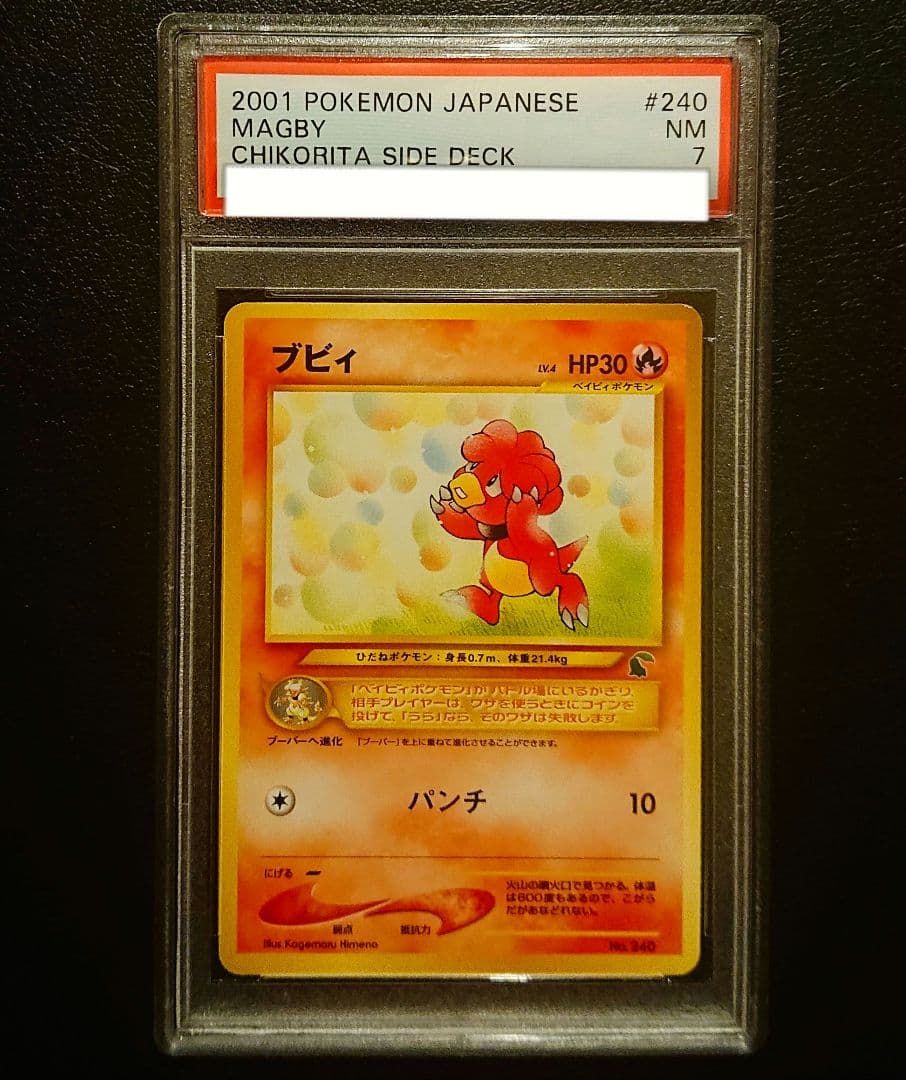 2001 POKEMON JAPANESE #240
MAGBY NM
CHIKORITA SIDE DECK 7
ブビィ LV.4 HP30
ベイビィポケモン
ひだねポケモン：身長0.7m、体重21.4kg
「ベイビィポケモン」がバトル場にいるかぎり、
相手プレイヤーは、ワザを使うときにコインを
投げて、「うら」なら、そのワザは失敗します。
ブーバーへ進化 「ブーバー」を上に重ねて進化させることができます。
パンチ 10
にげる
火山の噴火口で見つかる。体温
は600度もあるので、こがら
だがあなどれない。
弱点 抵抗力
Illus. Kagemaru Himeno No. 240